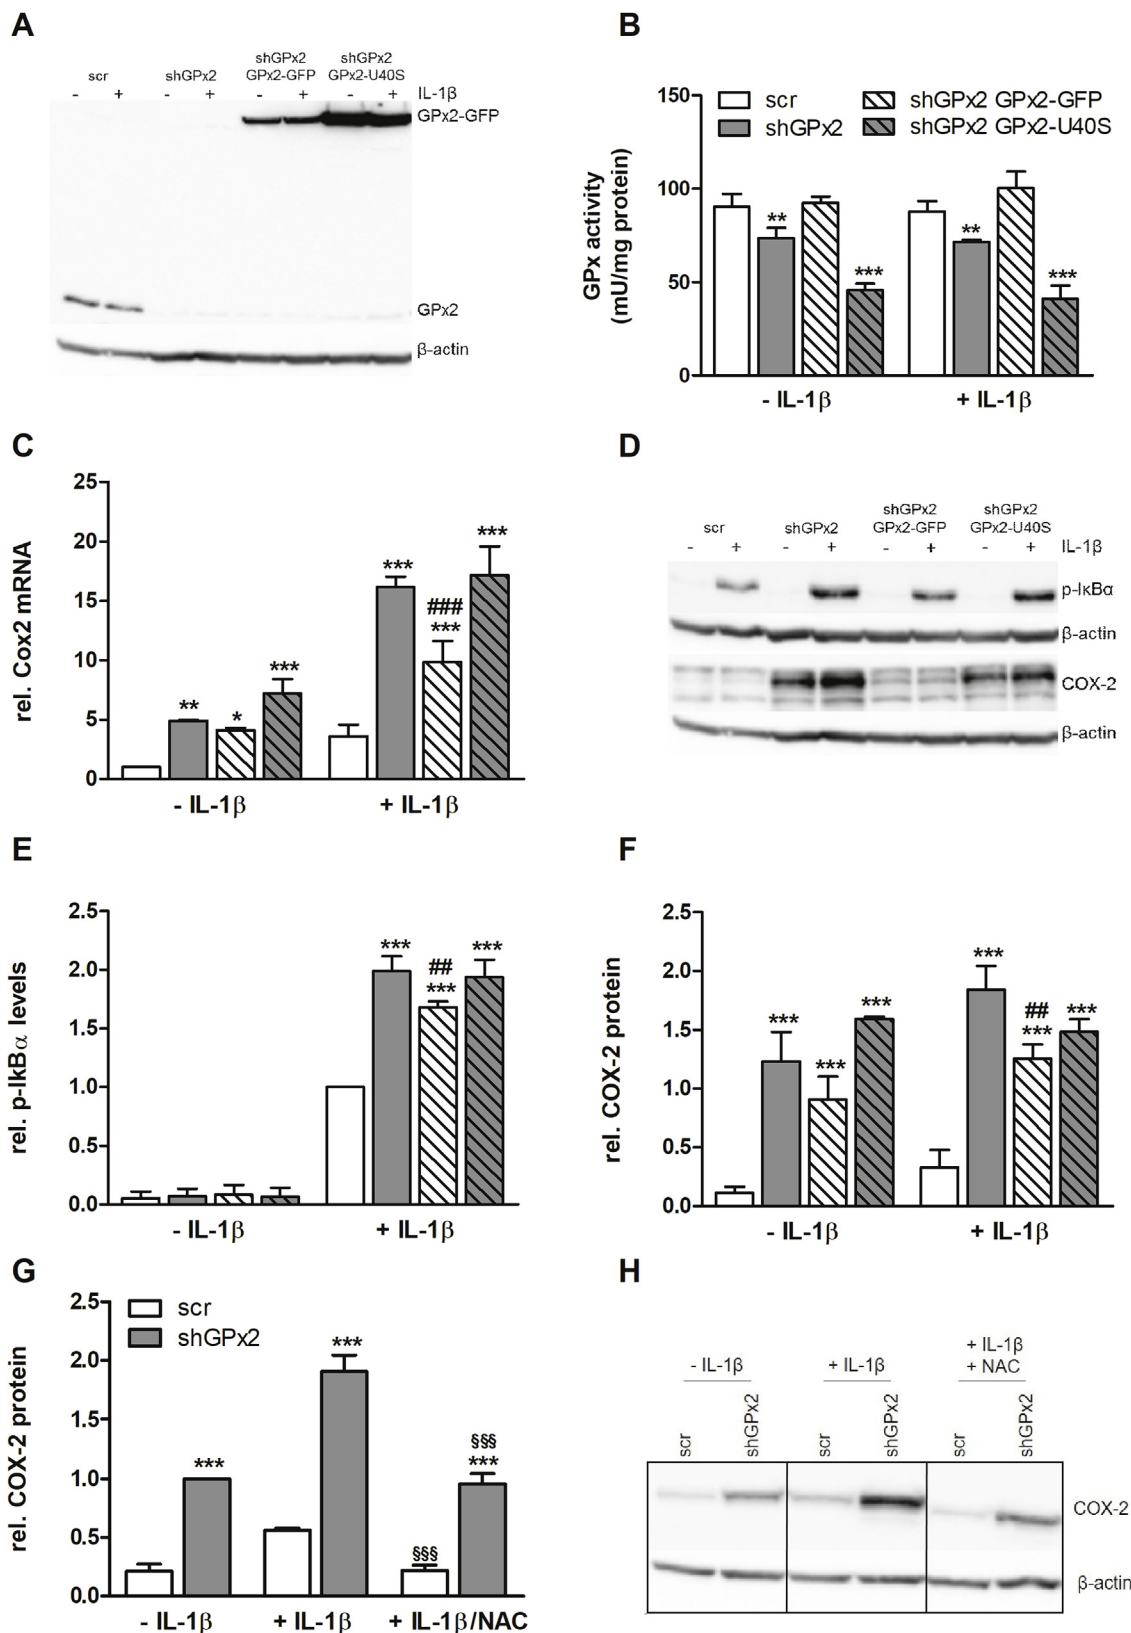 A
scr
shGPx2
shGPx2
GPx2-GFP
shGPx2
GPx2-U40S
- + - + - + - + IL-1β
GPx2-GFP
GPx2
β-actin
B
scr
shGPx2
shGPx2 GPx2-GFP
shGPx2 GPx2-U40S
GPx activity
(mU/mg protein)
150
100
50
0
** *** ** ***
- IL-1β + IL-1β
C
rel. Cox2 mRNA
25
20
15
10
5
0
** * *** *** ### *** ***
- IL-1β + IL-1β
D
scr
shGPx2
shGPx2
GPx2-GFP
shGPx2
GPx2-U40S
- + - + - + - + IL-1β
p-IκBα
β-actin
COX-2
β-actin
E
rel. p-IkBα levels
2.5
2.0
1.5
1.0
0.5
0.0
*** ## *** ***
- IL-1β + IL-1β
F
rel. COX-2 protein
2.5
2.0
1.5
1.0
0.5
0.0
*** *** *** *** ## *** ***
- IL-1β + IL-1β
G
rel. COX-2 protein
scr
shGPx2
2.5
2.0
1.5
1.0
0.5
0.0
*** *** §§§ §§§ ***
- IL-1β + IL-1β + IL-1β/NAC
H
- IL-1β
+ IL-1β
+ IL-1β
+ NAC
scr shGPx2 scr shGPx2 scr shGPx2
COX-2
β-actin